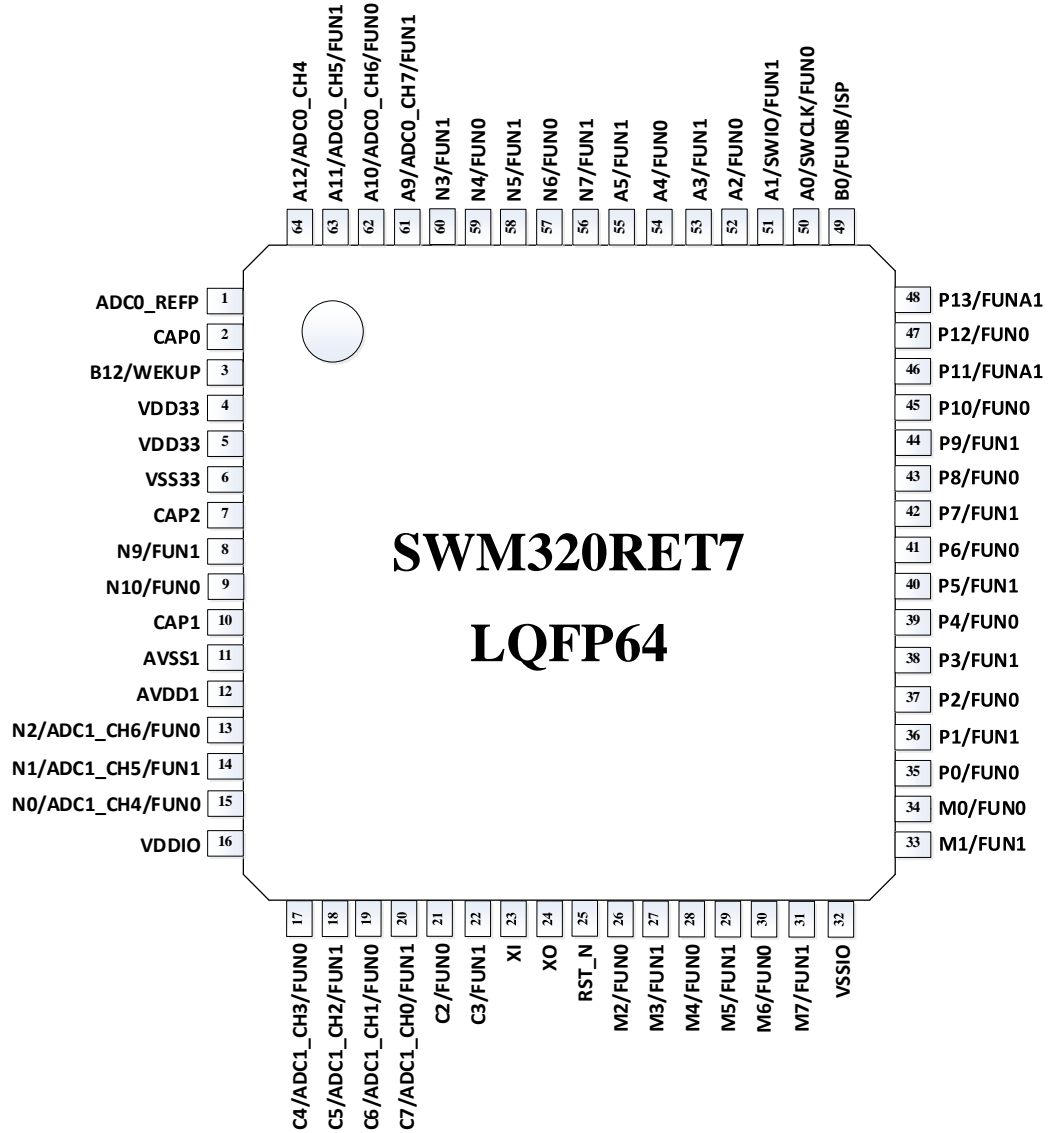 A12/ADC0_CH4
A11/ADC0_CH5/FUN1
A10/ADC0_CH6/FUN0
A9/ADC0_CH7/FUN1
N3/FUN1
N4/FUN0
N5/FUN1
N6/FUN0
N7/FUN1
A5/FUN1
A4/FUN0
A3/FUN1
A2/FUN0
A1/SWIO/FUN1
A0/SWCLK/FUN0
B0/FUNB/ISP
64
63
62
61
60
59
58
57
56
55
54
53
52
51
50
49
ADC0_REFP 1
CAP0 2
B12/WEKUP 3
VDD33 4
VDD33 5
VSS33 6
CAP2 7
N9/FUN1 8
N10/FUN0 9
CAP1 10
AVSS1 11
AVDD1 12
N2/ADC1_CH6/FUN0 13
N1/ADC1_CH5/FUN1 14
N0/ADC1_CH4/FUN0 15
VDDIO 16
SWM320RET7
LQFP64
48 P13/FUNA1
47 P12/FUN0
46 P11/FUNA1
45 P10/FUN0
44 P9/FUN1
43 P8/FUN0
42 P7/FUN1
41 P6/FUN0
40 P5/FUN1
39 P4/FUN0
38 P3/FUN1
37 P2/FUN0
36 P1/FUN1
35 P0/FUN0
34 M0/FUN0
33 M1/FUN1
17
18
19
20
21
22
23
24
25
26
27
28
29
30
31
32
C4/ADC1_CH3/FUN0
C5/ADC1_CH2/FUN1
C6/ADC1_CH1/FUN0
C7/ADC1_CH0/FUN1
C2/FUN0
C3/FUN1
XI
XO
RST_N
M2/FUN0
M3/FUN1
M4/FUN0
M5/FUN1
M6/FUN0
M7/FUN1
VSSIO